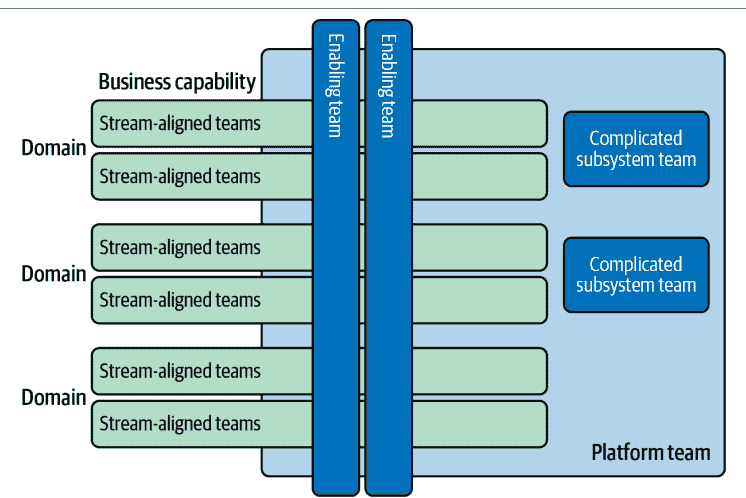 Enabling team
Enabling team
Business capability
Domain
Stream-aligned teams
Stream-aligned teams
Complicated
subsystem team
Domain
Stream-aligned teams
Stream-aligned teams
Complicated
subsystem team
Domain
Stream-aligned teams
Stream-aligned teams
Platform team